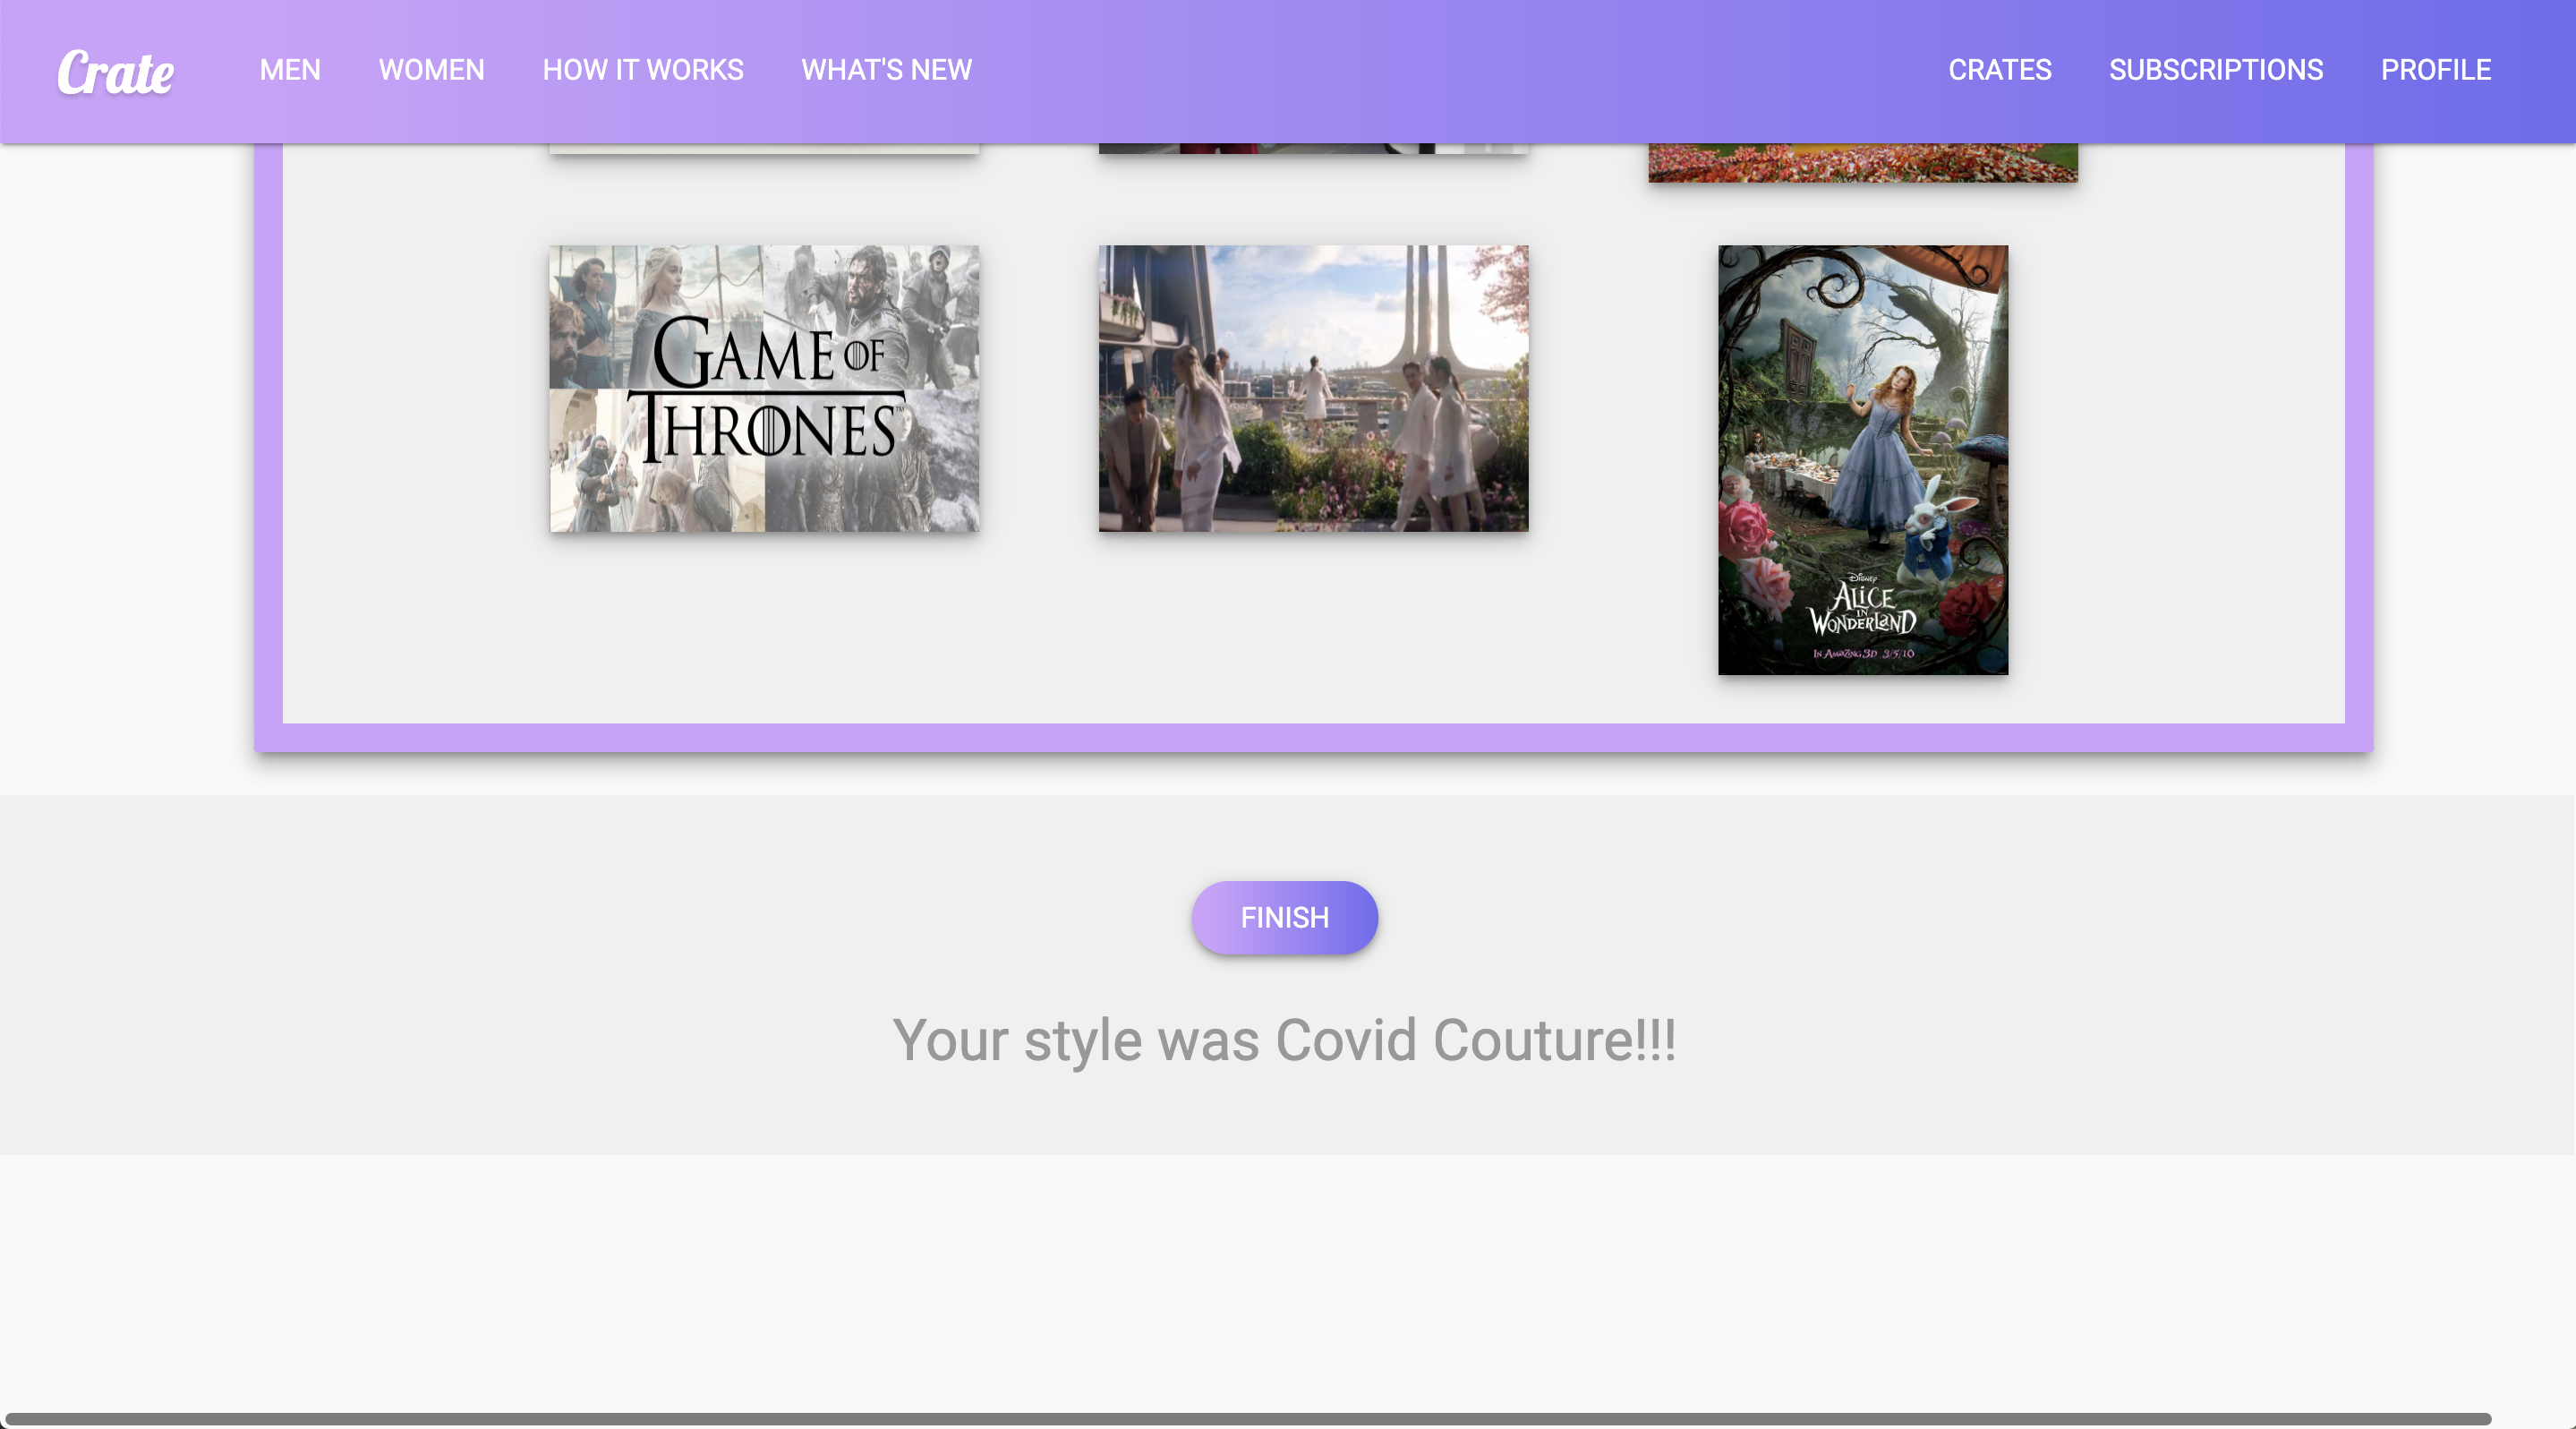 Crate
MEN
WOMEN
HOW IT WORKS
WHAT'S NEW
CRATES
SUBSCRIPTIONS
PROFILE
GAME OF
THRONES™
DISNEY
ALICE
IN
WONDERLAND
IN AMAZING 3D 3/5/10
FINISH
Your style was Covid Couture!!!